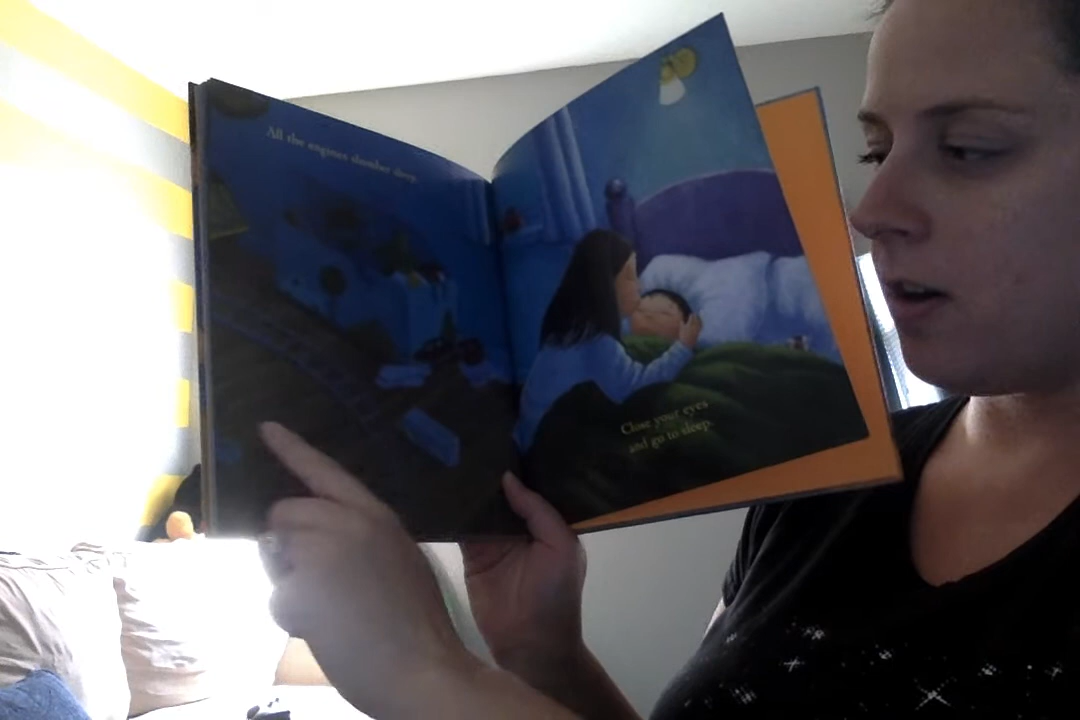 All the engines slumber deep.
Close your eyes
and go to sleep.